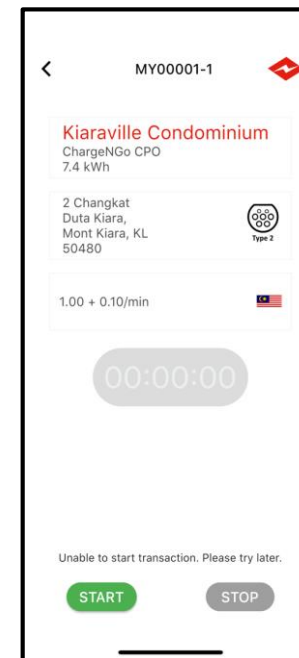 MY00001-1
Kiaraville Condominium
ChargeNGo CPO
7.4 kWh
2 Changkat
Duta Kiara,
Mont Kiara, KL
50480
Type 2
1.00 + 0.10/min
00:00:00
Unable to start transaction. Please try later.
START
STOP